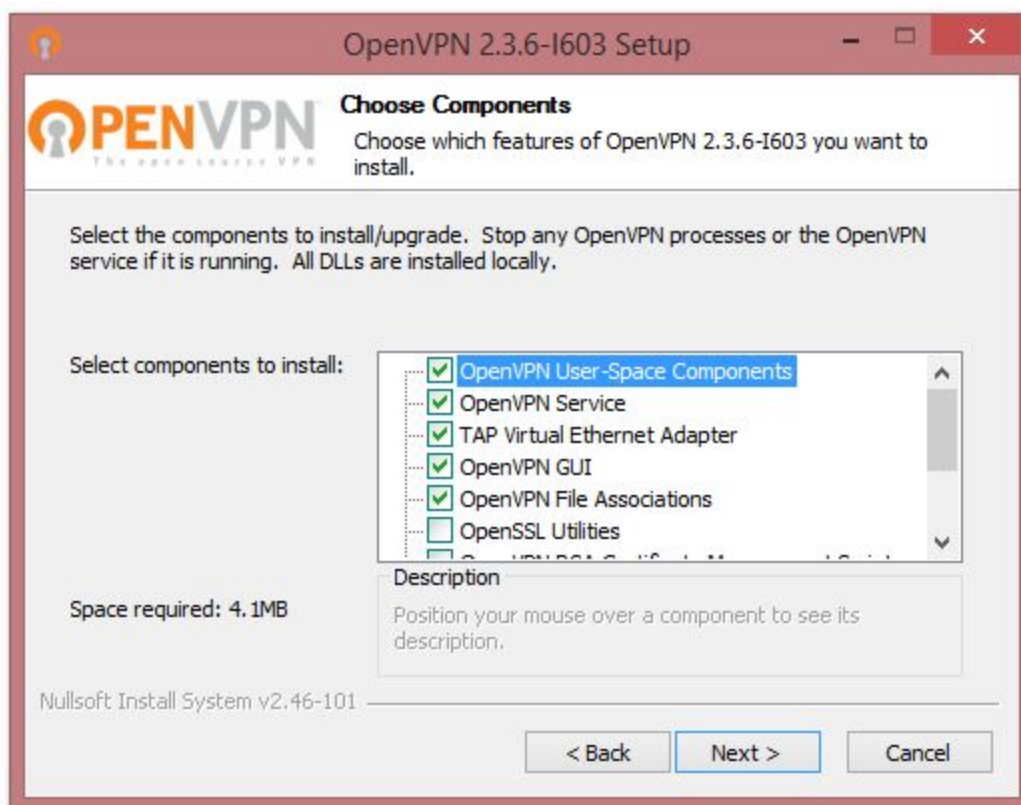 OpenVPN 2.3.6-I603 Setup
OPENVPN
The open source VPN
Choose Components
Choose which features of OpenVPN 2.3.6-I603 you want to
install.
Select the components to install/upgrade. Stop any OpenVPN processes or the OpenVPN
service if it is running. All DLLs are installed locally.
Select components to install:
OpenVPN User-Space Components
OpenVPN Service
TAP Virtual Ethernet Adapter
OpenVPN GUI
OpenVPN File Associations
OpenSSL Utilities
Space required: 4.1MB
Description
Position your mouse over a component to see its
description.
Nullsoft Install System v2.46-101
< Back
Next >
Cancel